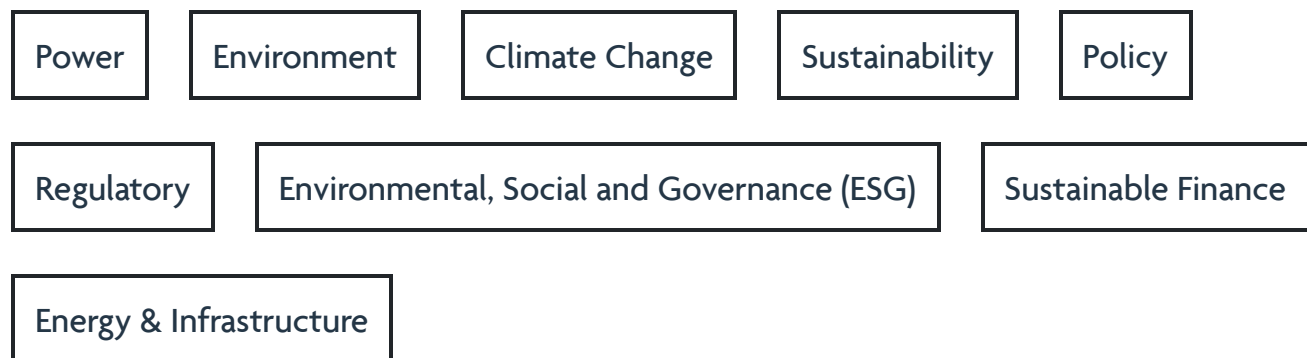 Power Environment Climate Change Sustainability Policy
Regulatory Environmental, Social and Governance (ESG) Sustainable Finance
Energy & Infrastructure